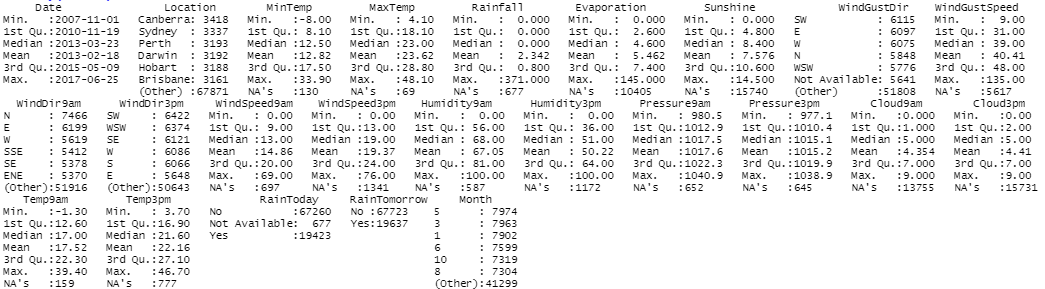 Date Location MinTemp MaxTemp Rainfall Evaporation Sunshine WindGustDir WindGustSpeed
Min. :2007-11-01 Canberra: 3418 Min. :-8.00 Min. : 4.10 Min. : 0.000 Min. : 0.000 Min. : 0.000 SW : 6115 Min. : 9.00
1st Qu.:2010-11-19 Sydney : 3337 1st Qu.: 8.10 1st Qu.:18.10 1st Qu.: 0.000 1st Qu.: 2.600 1st Qu.: 4.800 E : 6097 1st Qu.: 31.00
Median :2013-03-23 Perth : 3193 Median :12.50 Median :23.00 Median : 0.000 Median : 4.600 Median : 8.400 W : 6075 Median : 39.00
Mean :2013-02-18 Darwin : 3192 Mean :12.82 Mean :23.62 Mean : 2.342 Mean : 5.462 Mean : 7.576 N : 5848 Mean : 40.41
3rd Qu.:2015-05-09 Hobart : 3188 3rd Qu.:17.50 3rd Qu.:28.80 3rd Qu.: 0.800 3rd Qu.: 7.400 3rd Qu.:10.600 WSW : 5776 3rd Qu.: 48.00
Max. :2017-06-25 Brisbane: 3161 Max. :33.90 Max. :48.10 Max. :371.000 Max. :145.000 Max. :14.500 Not Available: 5641 Max. :135.00
(Other) :67871 NA's :130 NA's :69 NA's :677 NA's :10405 NA's :15740 (Other) :51808 NA's :5617
WindDir9am WindDir3pm WindSpeed9am WindSpeed3pm Humidity9am Humidity3pm Pressure9am Pressure3pm Cloud9am Cloud3pm
N : 7466 SW : 6422 Min. : 0.00 Min. : 0.00 Min. : 0.00 Min. : 0.00 Min. : 980.5 Min. : 977.1 Min. :0.000 Min. :0.00
E : 6199 WSW : 6374 1st Qu.: 9.00 1st Qu.:13.00 1st Qu.: 56.00 1st Qu.: 36.00 1st Qu.:1012.9 1st Qu.:1010.4 1st Qu.:1.000 1st Qu.:2.00
W : 5619 SE : 6121 Median :13.00 Median :19.00 Median : 68.00 Median : 51.00 Median :1017.5 Median :1015.1 Median :5.000 Median :5.00
SSE : 5412 W : 6086 Mean :14.86 Mean :19.37 Mean : 67.05 Mean : 50.22 Mean :1017.6 Mean :1015.2 Mean :4.354 Mean :4.41
SE : 5378 S : 6066 3rd Qu.:20.00 3rd Qu.:24.00 3rd Qu.: 81.00 3rd Qu.: 64.00 3rd Qu.:1022.3 3rd Qu.:1019.9 3rd Qu.:7.000 3rd Qu.:7.00
ENE : 5370 E : 5648 Max. :69.00 Max. :76.00 Max. :100.00 Max. :100.00 Max. :1040.9 Max. :1038.9 Max. :9.000 Max. :9.00
(Other):51916 (Other):50643 NA's :697 NA's :1341 NA's :587 NA's :1172 NA's :652 NA's :645 NA's :13755 NA's :15731
Temp9am Temp3pm RainToday RainTomorrow Month
Min. :-1.30 Min. : 3.70 No :67260 No :67723 5 : 7974
1st Qu.:12.60 1st Qu.:16.90 Not Available: 677 Yes:19637 3 : 7963
Median :17.00 Median :21.60 Yes :19423 1 : 7902
Mean :17.52 Mean :22.16 6 : 7599
3rd Qu.:22.30 3rd Qu.:27.10 10 : 7319
Max. :39.40 Max. :46.70 8 : 7304
NA's :159 NA's :777 (Other):41299